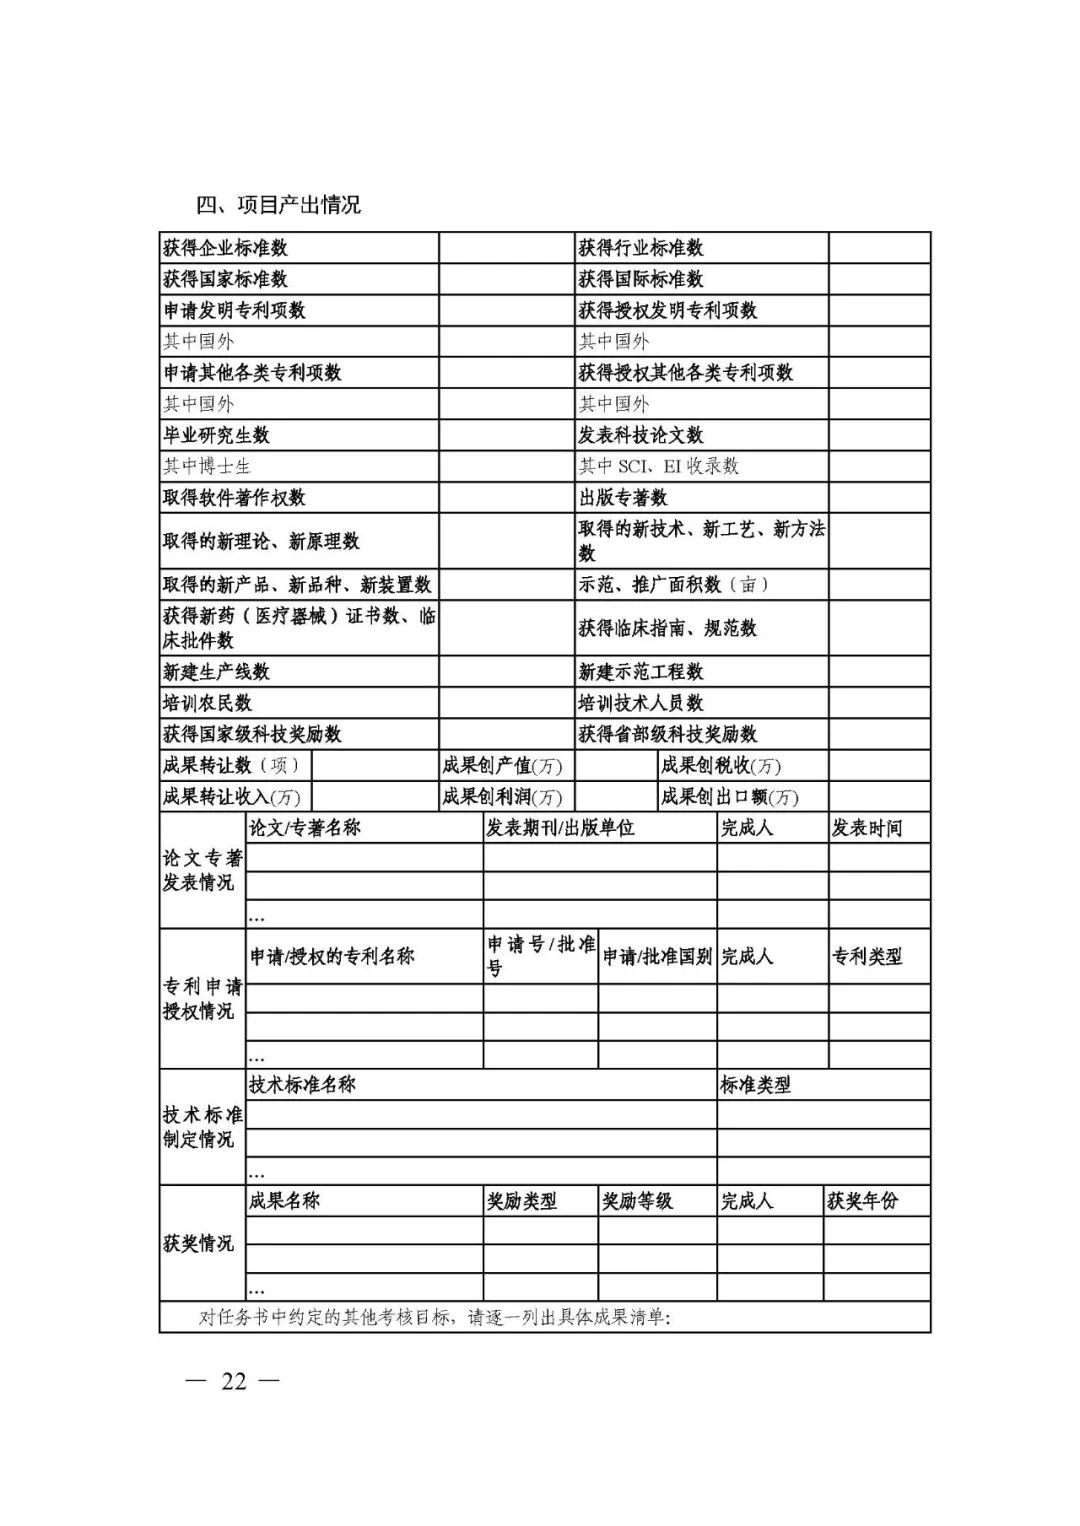 四、项目产出情况
获得企业标准数 获得行业标准数
获得国家标准数 获得国际标准数
申请发明专利项数 获得授权发明专利项数
其中国外 其中国外
申请其他各类专利项数 获得授权其他各类专利项数
其中国外 其中国外
毕业研究生数 发表科技论文数
其中博士生 其中 SCI、EI 收录数
取得软件著作权数 出版专著数
取得的新理论、新原理数 取得的新技术、新工艺、新方法
数
取得的新产品、新品种、新装置数 示范、推广面积数（亩）
获得新药（医疗器械）证书数、临
床批件数 获得临床指南、规范数
新建生产线数 新建示范工程数
培训农民数 培训技术人员数
获得国家级科技奖励数 获得省部级科技奖励数
成果转让数（项） 成果创产值(万) 成果创税收(万)
成果转让收入(万) 成果创利润(万) 成果创出口额(万)
论文专著
发表情况
论文/专著名称 发表期刊/出版单位 完成人 发表时间
…
专利申请
授权情况
申请/授权的专利名称 申请号/批准
号 申请/批准国别 完成人 专利类型
…
技术标准
制定情况
技术标准名称 标准类型
…
获奖情况
成果名称 奖励类型 奖励等级 完成人 获奖年份
…
对任务书中约定的其他考核目标，请逐一列出具体成果清单：
— 22 —